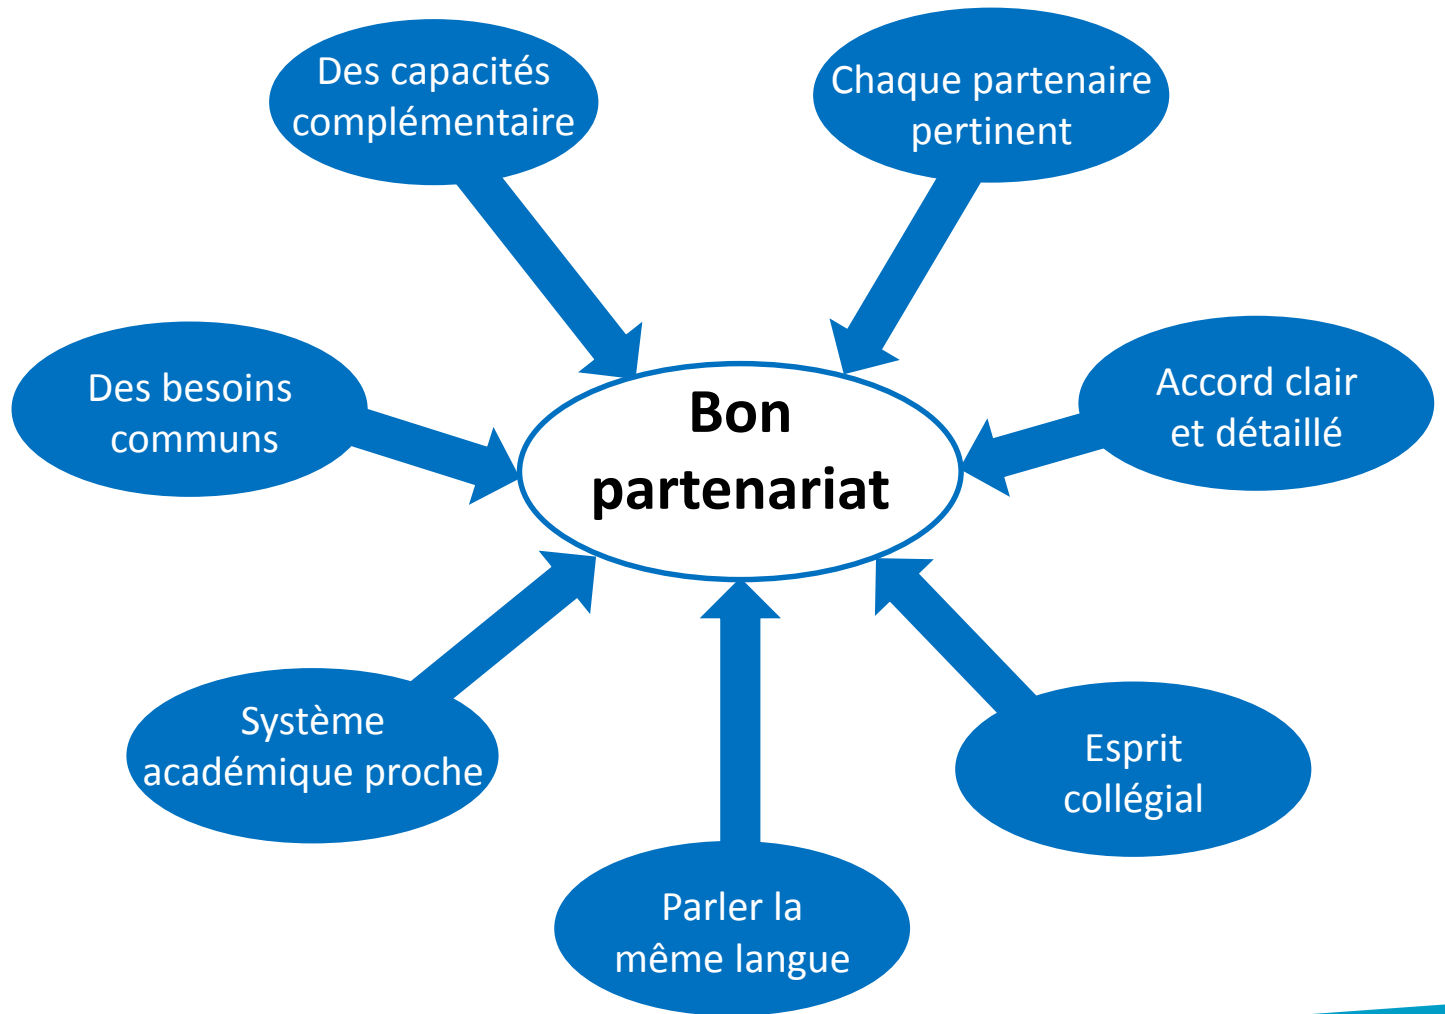 Des capacités
complémentaire
Chaque partenaire
pertinent
Des besoins
communs
Bon
partenariat
Accord clair
et détaillé
Système
académique proche
Esprit
collégial
Parler la
même langue